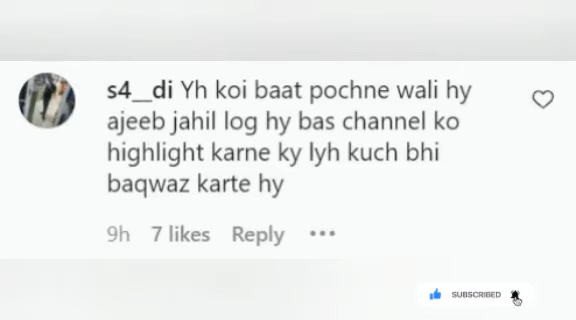 s4__di Yh koi baat pochne wali hy
ajeeb jahil log hy bas channel ko
highlight karne ky lyh kuch bhi
baqwaz karte hy
9h 7 likes Reply
SUBSCRIBED